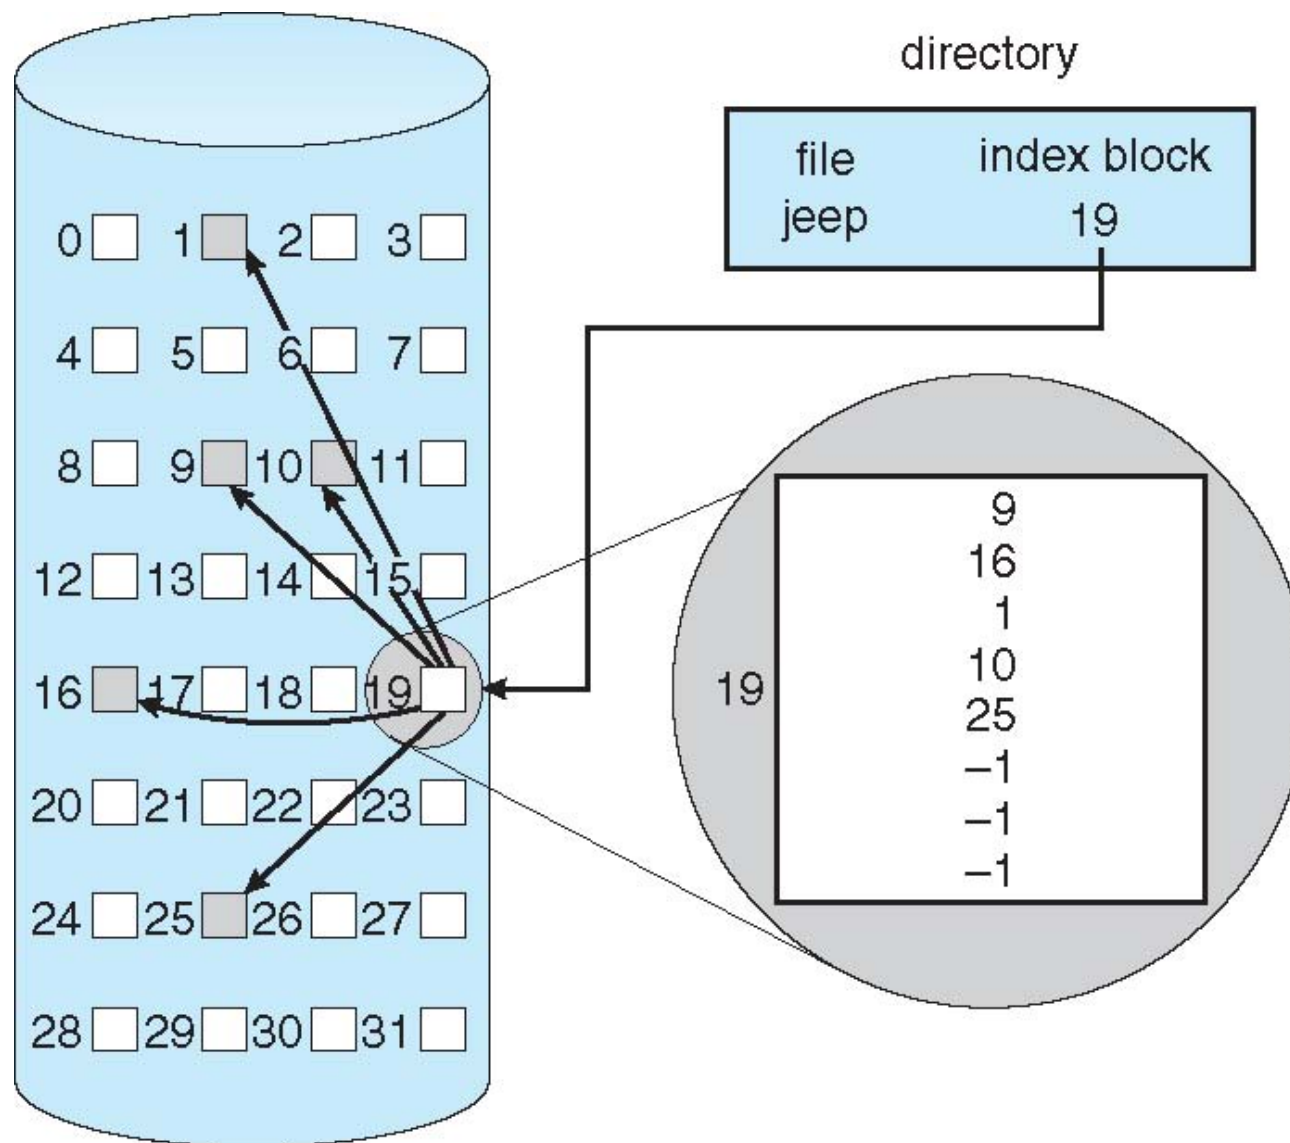 directory
file index block
jeep 19
0 1 2 3
4 5 6 7
8 9 10 11
12 13 14 15
16 17 18 19
20 21 22 23
24 25 26 27
28 29 30 31
19
9
16
1
10
25
–1
–1
–1